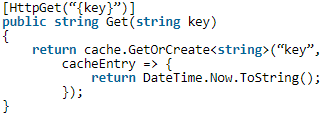 [HttpGet(“{key}”)]
public string Get(string key)
{
    return cache.GetOrCreate<string>(“key”,
        cacheEntry => {
            return DateTime.Now.ToString();
        });
}